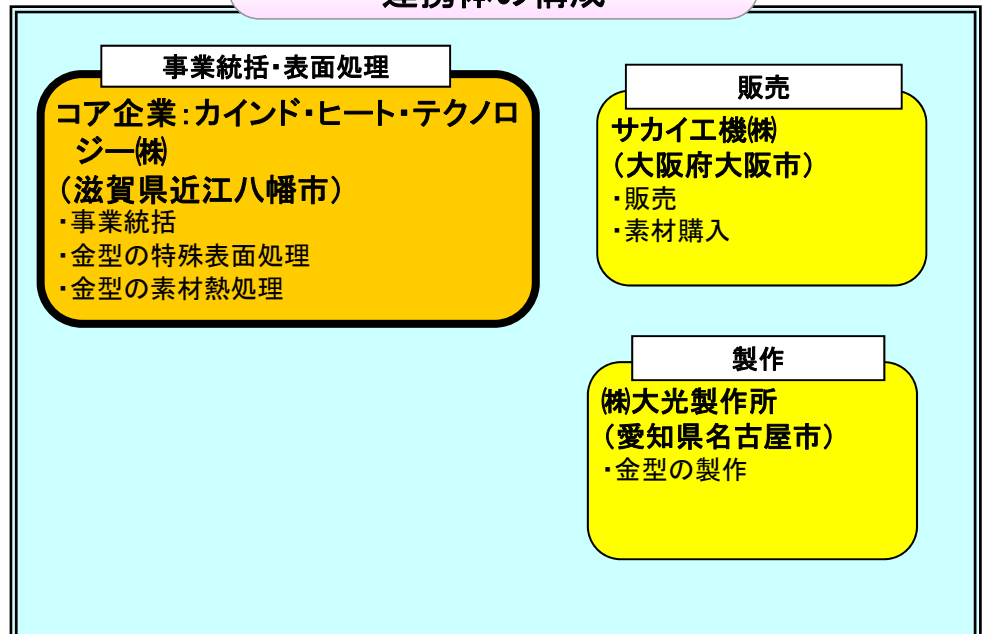 連携体の構成
事業統括・表面処理
コア企業：カインド・ヒート・テクノロ
ジー㈱
（滋賀県近江八幡市）
・事業統括
・金型の特殊表面処理
・金型の素材熱処理
販売
サカイ工機㈱
（大阪府大阪市）
・販売
・素材購入
製作
㈱大光製作所
（愛知県名古屋市）
・金型の製作